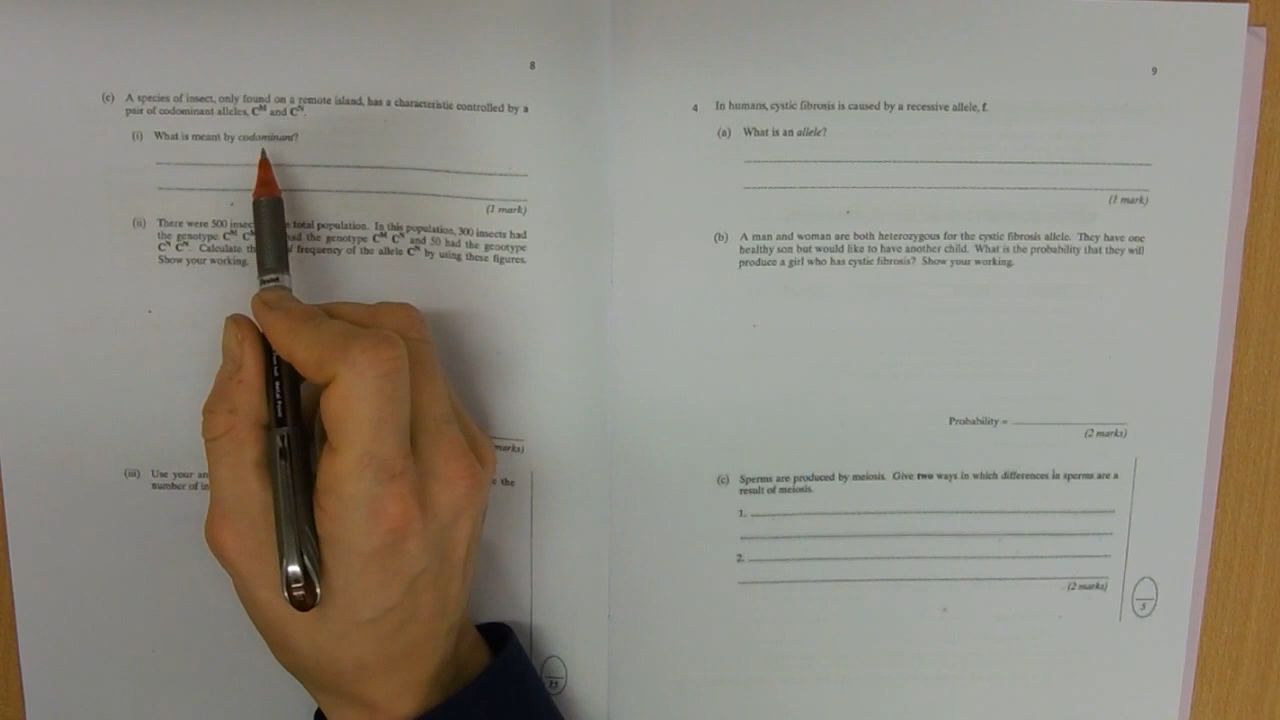 8
(c) A species of insect, only found on a remote island, has a characteristic controlled by a
pair of codominant alleles, Cᴹ and Cᴺ.
(i) What is meant by codominant?
(1 mark)
(ii) There were 500 insec total population. In this population, 300 insects had
the genotype Cᴹ had the genotype Cᴹ Cᴺ and 50 had the genotype
Cᴺ Cᴺ. Calculate frequency of the allele Cᴺ by using these figures.
Show your working.
marks)
(iii) Use your an the
number of in
15
9
4 In humans, cystic fibrosis is caused by a recessive allele, f.
(a) What is an allele?
(1 mark)
(b) A man and woman are both heterozygous for the cystic fibrosis allele. They have one
healthy son but would like to have another child. What is the probability that they will
produce a girl who has cystic fibrosis? Show your working.
Probability =
(2 marks)
(c) Sperms are produced by meiosis. Give two ways in which differences in sperms are a
result of meiosis.
1.
2.
(2 marks)
5